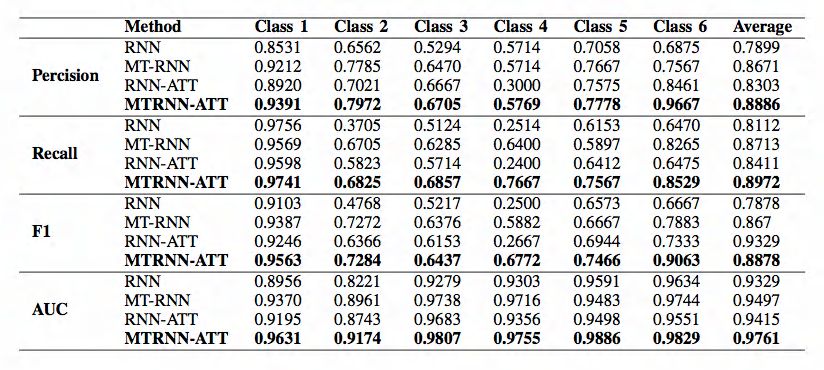 Method Class 1 Class 2 Class 3 Class 4 Class 5 Class 6 Average
RNN 0.8531 0.6562 0.5294 0.5714 0.7058 0.6875 0.7899
MT-RNN 0.9212 0.7785 0.6470 0.5714 0.7667 0.7567 0.8671
Percision
RNN-ATT 0.8920 0.7021 0.6667 0.3000 0.7575 0.8461 0.8303
MTRNN-ATT 0.9391 0.7972 0.6705 0.5769 0.7778 0.9667 0.8886
RNN 0.9756 0.3705 0.5124 0.2514 0.6153 0.6470 0.8112
MT-RNN 0.9569 0.6705 0.6285 0.6400 0.5897 0.8265 0.8713
Recall
RNN-ATT 0.9598 0.5823 0.5714 0.2400 0.6412 0.6475 0.8411
MTRNN-ATT 0.9741 0.6825 0.6857 0.7667 0.7567 0.8529 0.8972
RNN 0.9103 0.4768 0.5217 0.2500 0.6573 0.6667 0.7878
MT-RNN 0.9387 0.7272 0.6376 0.5882 0.6667 0.7883 0.867
F1
RNN-ATT 0.9246 0.6366 0.6153 0.2667 0.6944 0.7333 0.9329
MTRNN-ATT 0.9563 0.7284 0.6437 0.6772 0.7466 0.9063 0.8878
RNN 0.8956 0.8221 0.9279 0.9303 0.9591 0.9634 0.9329
MT-RNN 0.9370 0.8961 0.9738 0.9716 0.9483 0.9744 0.9497
AUC
RNN-ATT 0.9195 0.8743 0.9683 0.9356 0.9498 0.9551 0.9415
MTRNN-ATT 0.9631 0.9174 0.9807 0.9755 0.9886 0.9829 0.9761